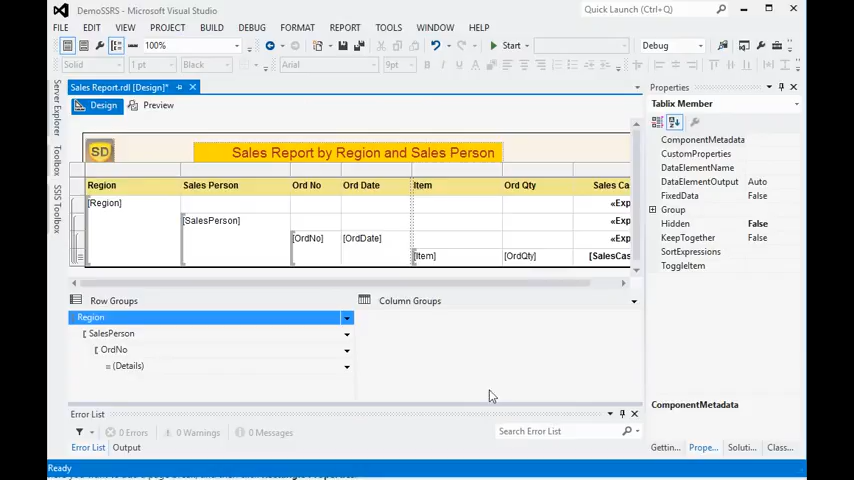 DemoSSRS - Microsoft Visual Studio
Quick Launch (Ctrl+Q)
FILE EDIT VIEW PROJECT BUILD DEBUG FORMAT REPORT TOOLS WINDOW HELP
100% Start Debug
Solid 1 pt Black Arial 9pt
Sales Report.rdl [Design]*
Design Preview
SD
Sales Report by Region and Sales Person
Region Sales Person Ord No Ord Date Item Ord Qty Sales Ca
[Region] «Exp
[SalesPerson] «Exp
[OrdNo] [OrdDate] «Exp
[Item] [OrdQty] [SalesCas
Row Groups Column Groups
Region
SalesPerson
OrdNo
(Details)
Error List
0 Errors 0 Warnings 0 Messages Search Error List
Error List Output
Ready
Server Explorer
Toolbox
SSIS Toolbox
Properties
Tablix Member
ComponentMetadata
CustomProperties
DataElementName
DataElementOutput Auto
FixedData False
Group
Hidden False
KeepTogether False
SortExpressions
ToggleItem
ComponentMetadata
Gettin... Prope... Soluti... Class...